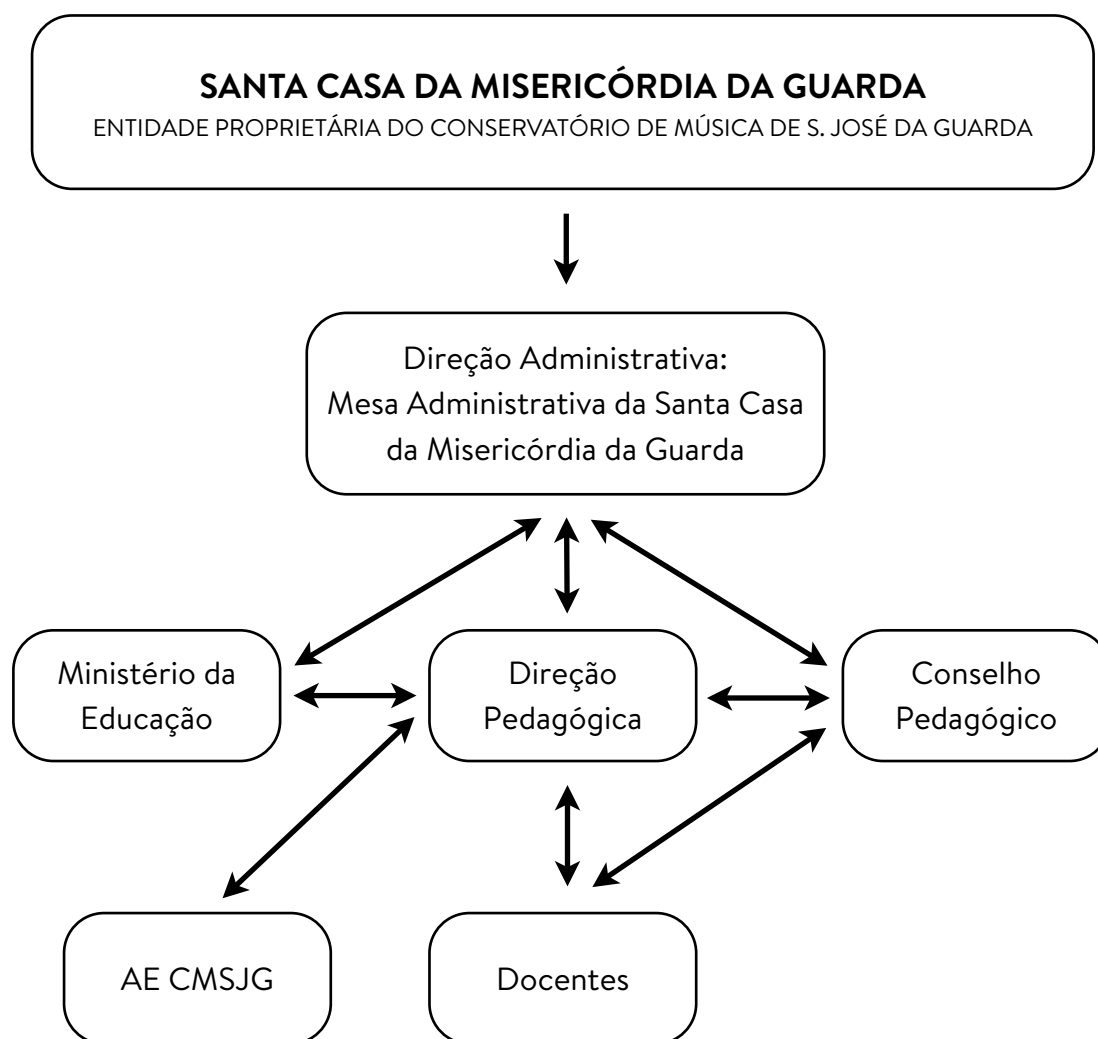 SANTA CASA DA MISERICÓRDIA DA GUARDA
ENTIDADE PROPRIETÁRIA DO CONSERVATÓRIO DE MÚSICA DE S. JOSÉ DA GUARDA
Direção Administrativa:
Mesa Administrativa da Santa Casa
da Misericórdia da Guarda
Ministério da
Educação
Direção
Pedagógica
Conselho
Pedagógico
AE CMSJG
Docentes